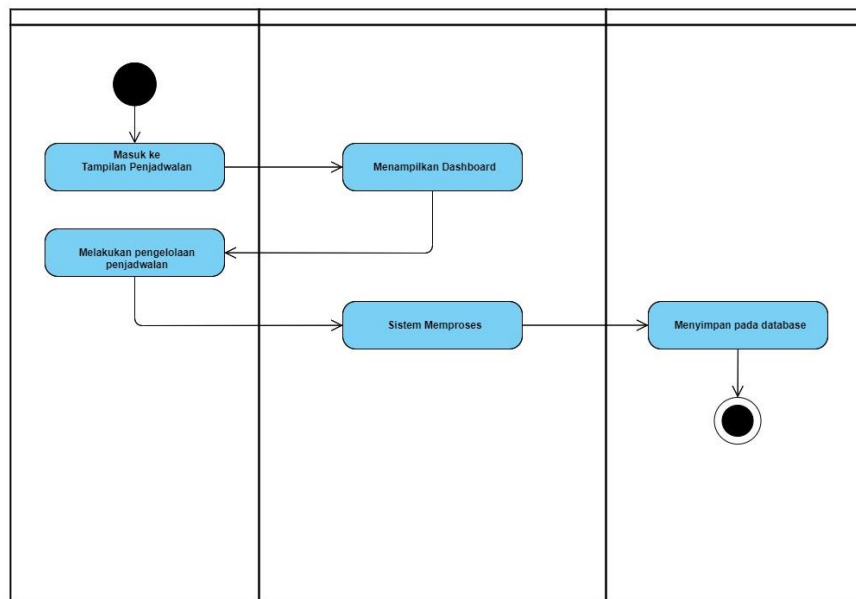 Masuk ke
Tampilan Penjadwalan
Menampilkan Dashboard
Melakukan pengelolaan
penjadwalan
Sistem Memproses
Menyimpan pada database